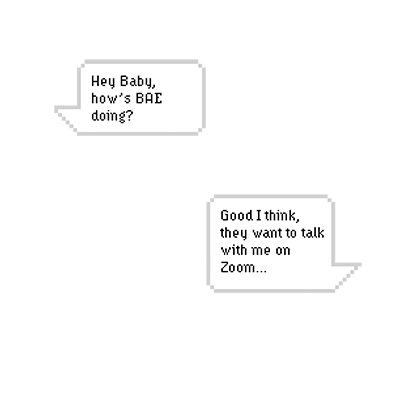 Hey Baby,
how's BAE
doing?
Good I think,
they want to talk
with me on
Zoom...